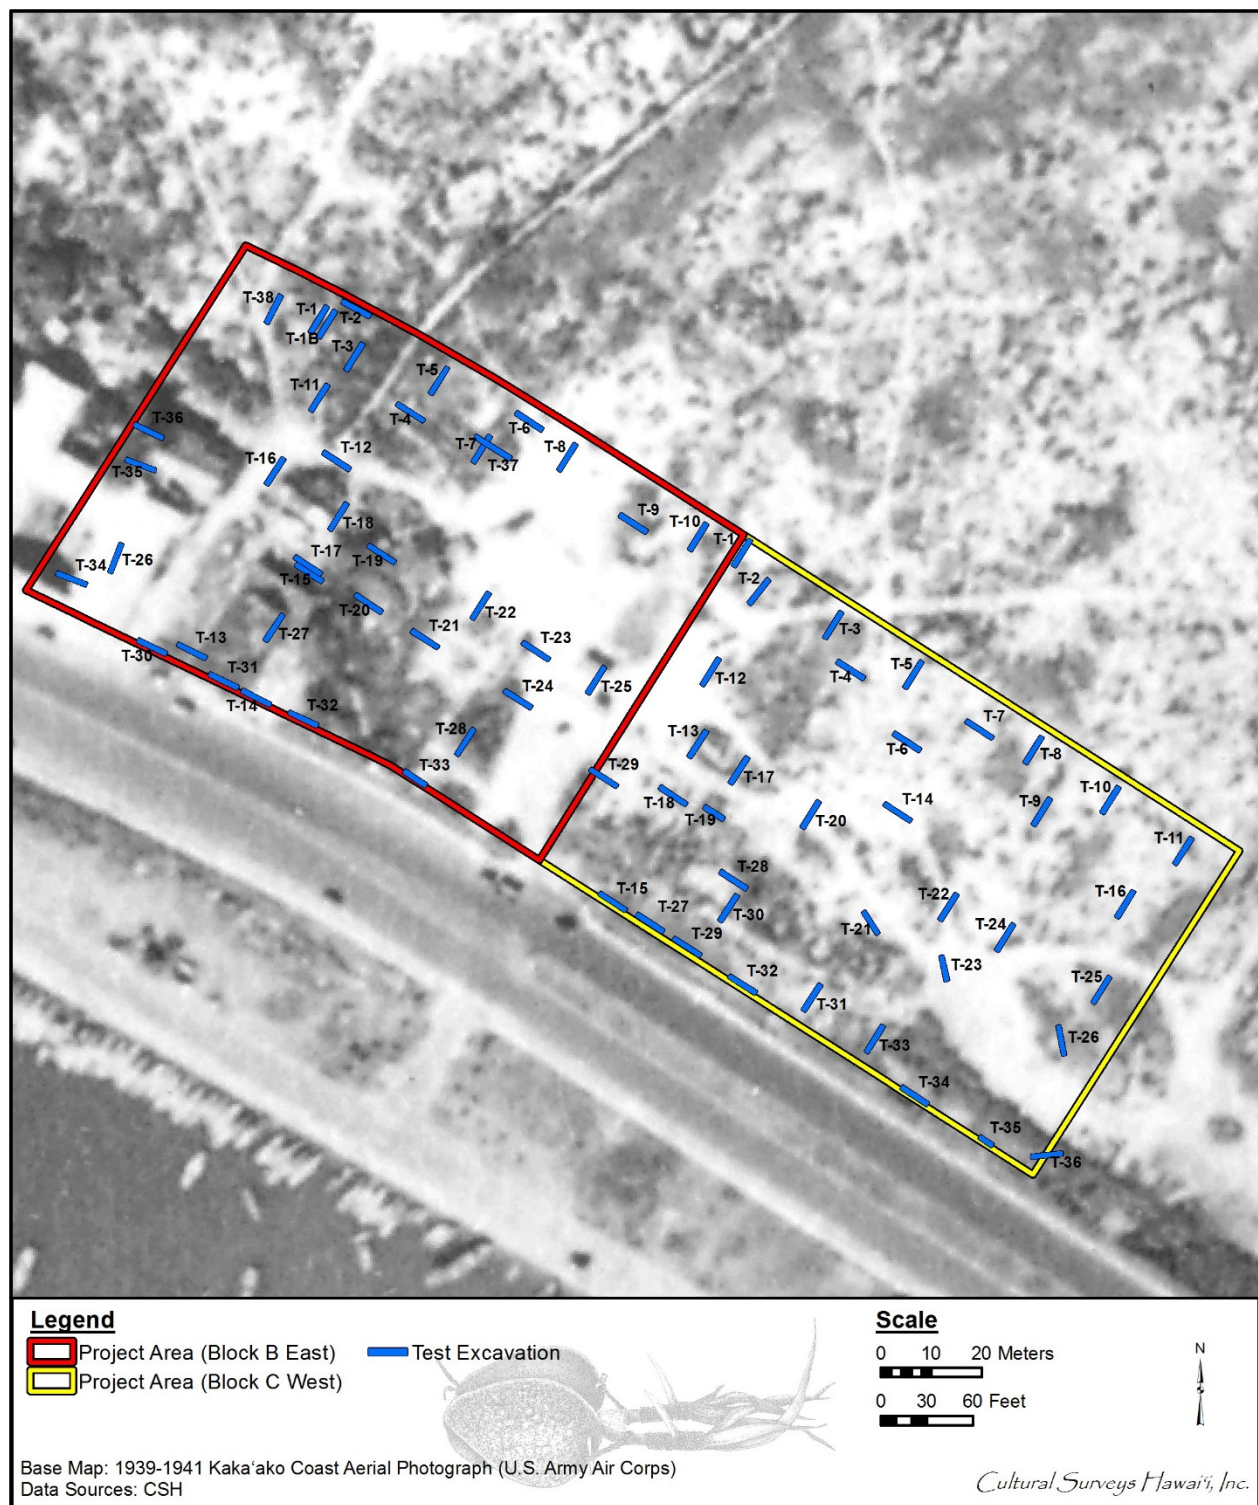 T-38
T-1
T-2
T-1B
T-3
T-5
T-11
T-4
T-6
T-36
T-7
T-8
T-12
T-37
T-35
T-16
T-18
T-9
T-10
T-1
T-26
T-17
T-19
T-34
T-15
T-2
T-20
T-22
T-3
T-27
T-21
T-13
T-23
T-30
T-31
T-12
T-4
T-5
T-14
T-25
T-32
T-24
T-28
T-13
T-6
T-7
T-33
T-29
T-17
T-8
T-18
T-19
T-20
T-14
T-9
T-10
T-11
T-28
T-15
T-27
T-30
T-22
T-16
T-29
T-21
T-24
T-23
T-32
T-31
T-25
T-33
T-26
T-34
T-35
T-36
Legend
Project Area (Block B East)
Test Excavation
Project Area (Block C West)
Scale
0 10 20 Meters
0 30 60 Feet
N
Base Map: 1939-1941 Kakaʻako Coast Aerial Photograph (U.S. Army Air Corps)
Data Sources: CSH
Cultural Surveys Hawaiʻi, Inc.